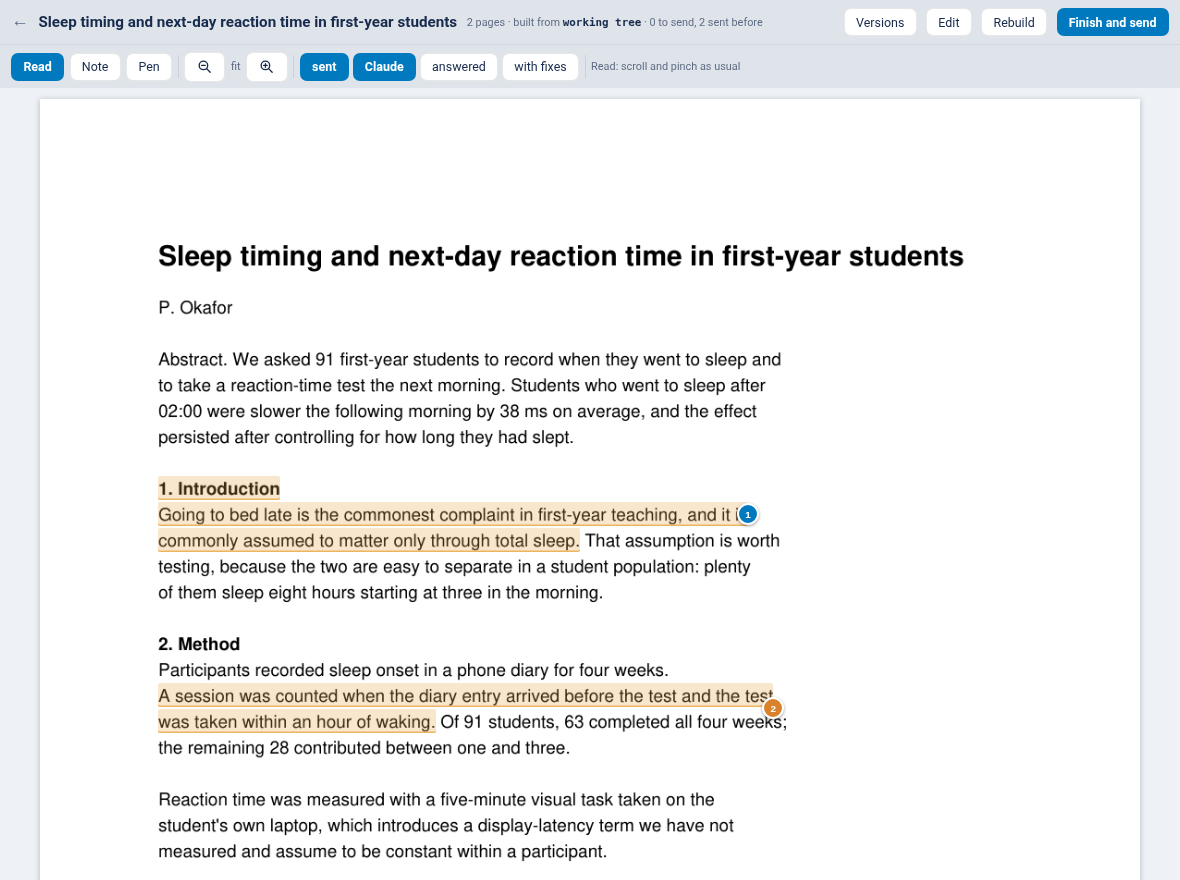 ← Sleep timing and next-day reaction time in first-year students 2 pages · built from working tree · 0 to send, 2 sent before Versions Edit Rebuild Finish and send
Read Note Pen fit sent Claude answered with fixes Read: scroll and pinch as usual
Sleep timing and next-day reaction time in first-year students
P. Okafor
Abstract. We asked 91 first-year students to record when they went to sleep and
to take a reaction-time test the next morning. Students who went to sleep after
02:00 were slower the following morning by 38 ms on average, and the effect
persisted after controlling for how long they had slept.
1. Introduction
Going to bed late is the commonest complaint in first-year teaching, and it 1
commonly assumed to matter only through total sleep. That assumption is worth
testing, because the two are easy to separate in a student population: plenty
of them sleep eight hours starting at three in the morning.
2. Method
Participants recorded sleep onset in a phone diary for four weeks.
A session was counted when the diary entry arrived before the test and the test
2
was taken within an hour of waking. Of 91 students, 63 completed all four weeks;
the remaining 28 contributed between one and three.
Reaction time was measured with a five-minute visual task taken on the
student's own laptop, which introduces a display-latency term we have not
measured and assume to be constant within a participant.